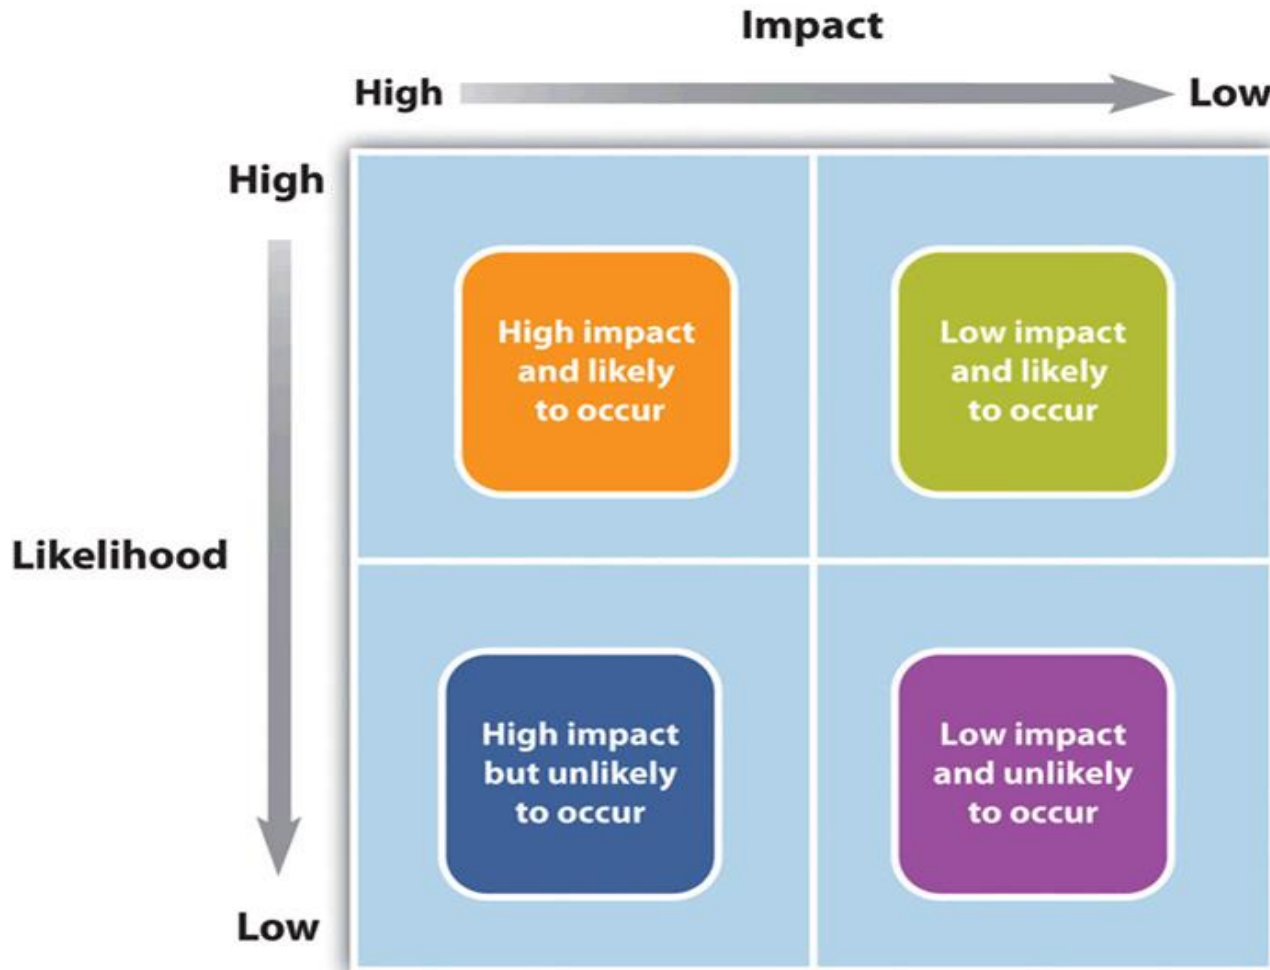 Impact
High
Low
High
High impact
and likely
to occur
Low impact
and likely
to occur
Likelihood
High impact
but unlikely
to occur
Low impact
and unlikely
to occur
Low